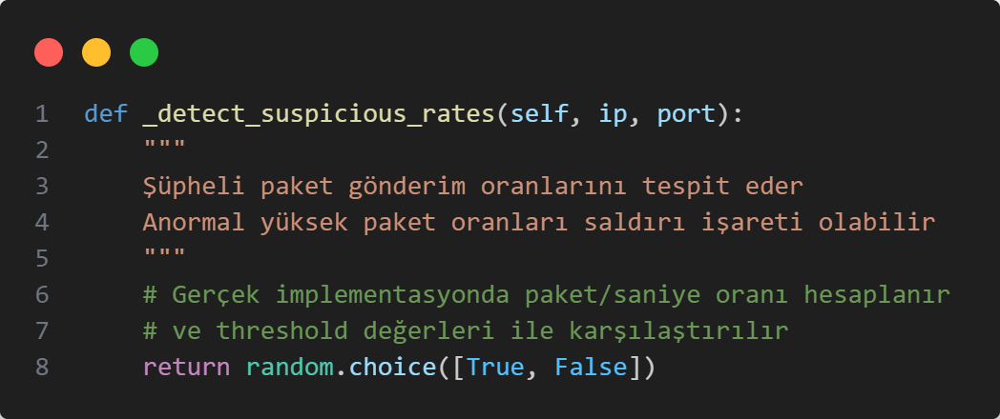 1 def _detect_suspicious_rates(self, ip, port):
2     """
3     Şüpheli paket gönderim oranlarını tespit eder
4     Anormal yüksek paket oranları saldırı işareti olabilir
5     """
6     # Gerçek implementasyonda paket/saniye oranı hesaplanır
7     # ve threshold değerleri ile karşılaştırılır
8     return random.choice([True, False])